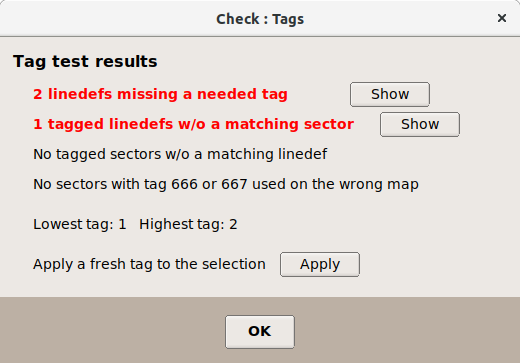 Check : Tags
×
Tag test results
2 linedefs missing a needed tag Show
1 tagged linedefs w/o a matching sector Show
No tagged sectors w/o a matching linedef
No sectors with tag 666 or 667 used on the wrong map
Lowest tag: 1 Highest tag: 2
Apply a fresh tag to the selection Apply
OK